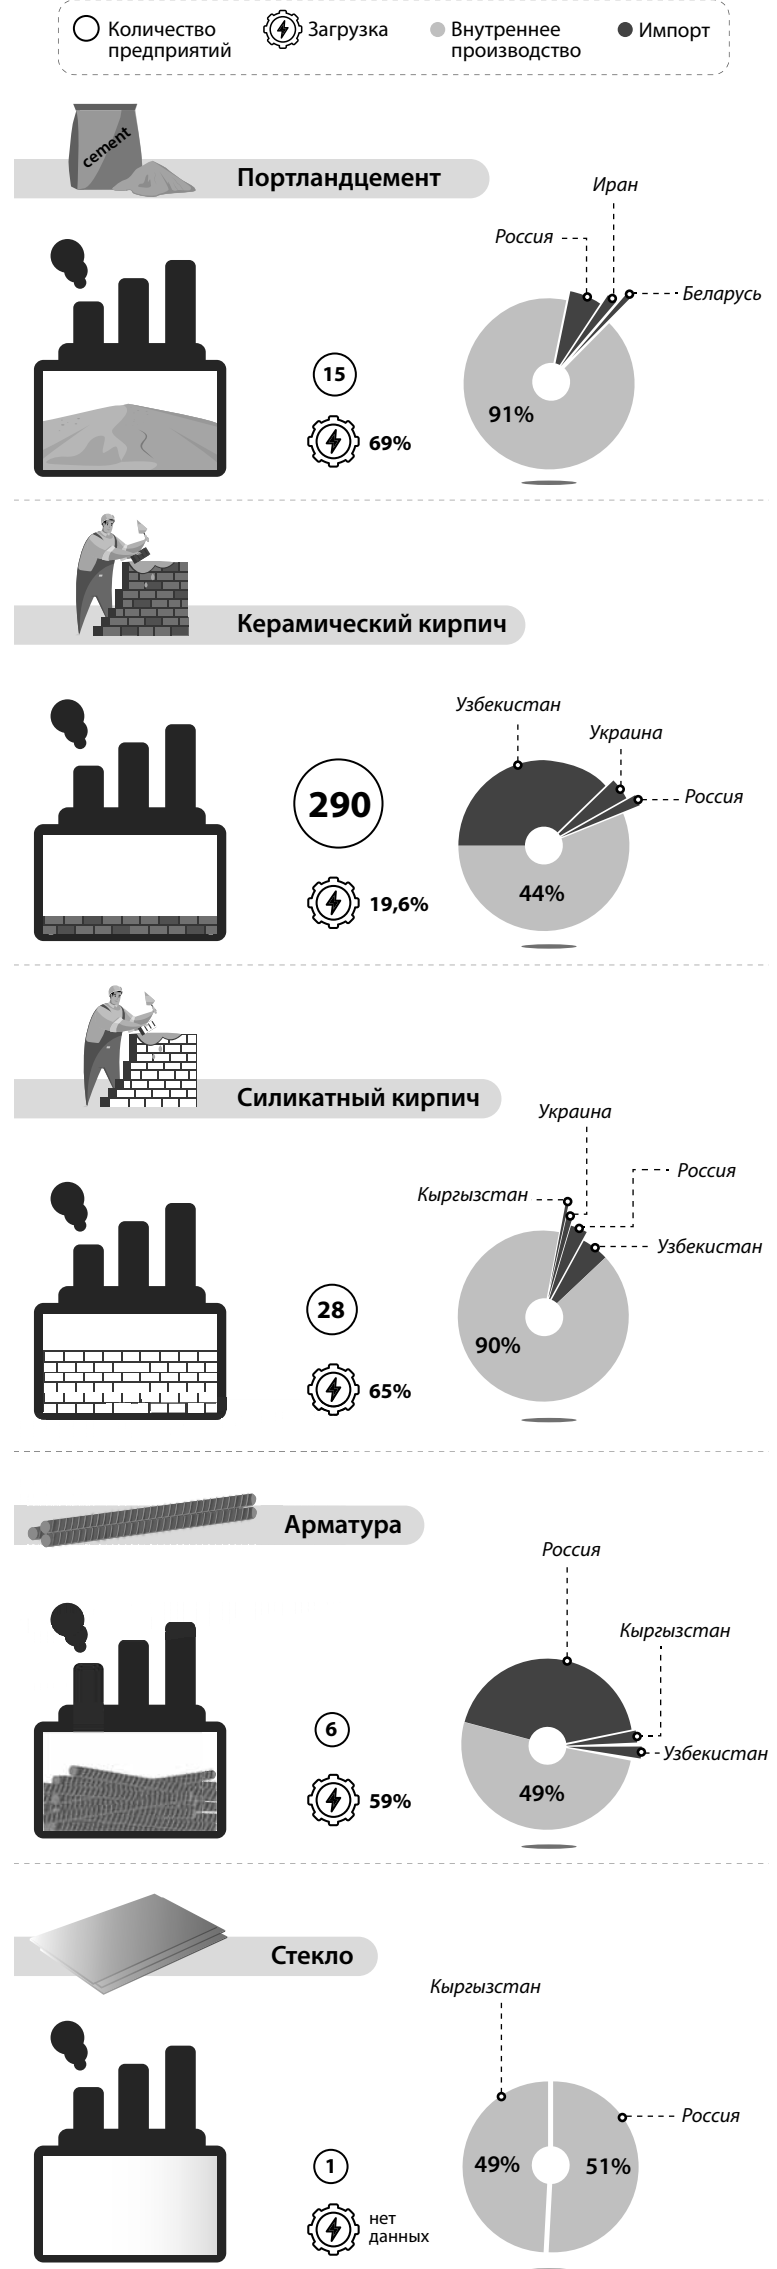 Количество
предприятий
Загрузка
Внутреннее
производство
Импорт
cement
Портландцемент
Иран
Россия
Беларусь
15
91%
69%
Керамический кирпич
Узбекистан
Украина
Россия
290
44%
19,6%
Силикатный кирпич
Украина
Россия
Кыргызстан
Узбекистан
28
90%
65%
Арматура
Россия
Кыргызстан
6
Узбекистан
49%
59%
Стекло
Кыргызстан
Россия
1
49%
51%
нет
данных